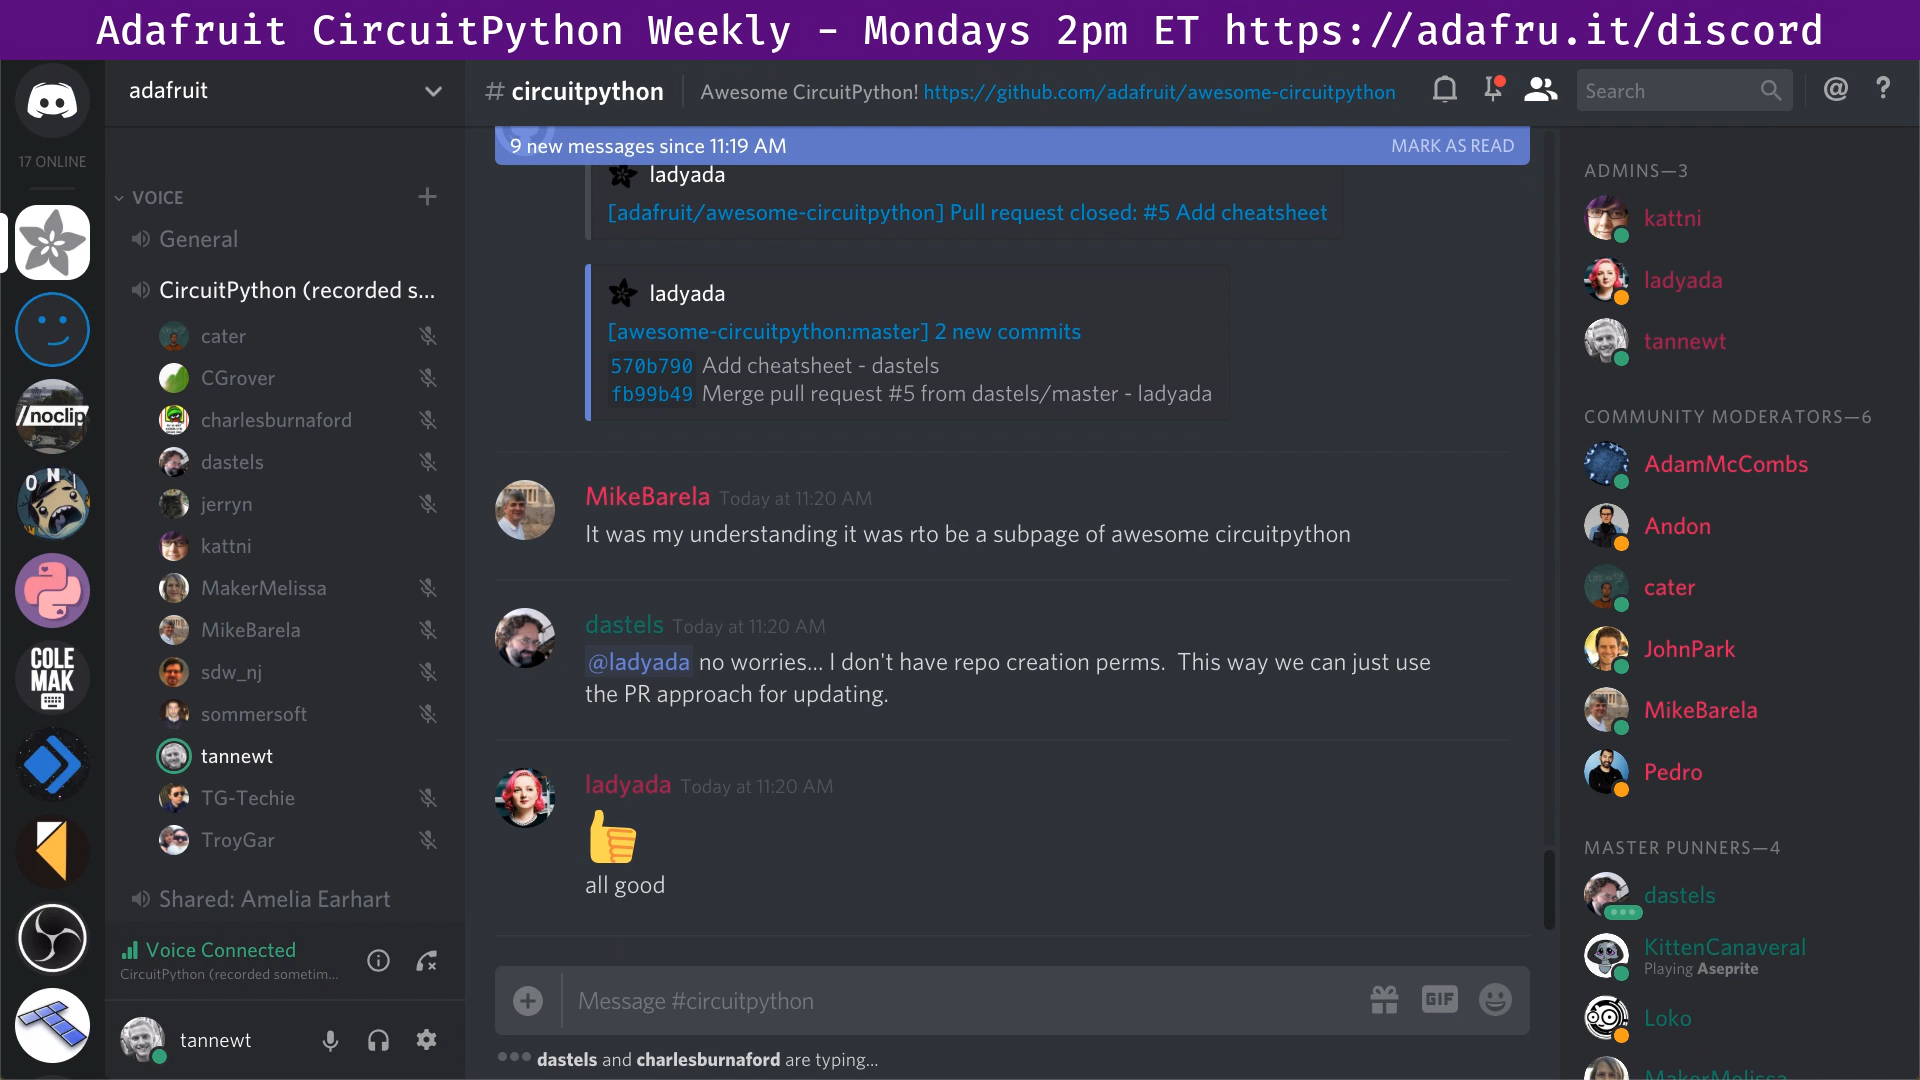 Adafruit CircuitPython Weekly - Mondays 2pm ET https://adafru.it/discord
17 ONLINE
//noclip
O N I
COLE
MAK
adafruit
VOICE
General
CircuitPython (recorded s...
cater
CGrover
charlesburnaford
dastels
jerryn
kattni
MakerMelissa
MikeBarela
sdw_nj
sommersoft
tannewt
TG-Techie
TroyGar
Shared: Amelia Earhart
Voice Connected
CircuitPython (recorded sometim...
tannewt
# circuitpython
Awesome CircuitPython! https://github.com/adafruit/awesome-circuitpython
Search
@ ?
9 new messages since 11:19 AM
MARK AS READ
ladyada
[adafruit/awesome-circuitpython] Pull request closed: #5 Add cheatsheet
ladyada
[awesome-circuitpython:master] 2 new commits
570b790 Add cheatsheet - dastels
fb99b49 Merge pull request #5 from dastels/master - ladyada
MikeBarela Today at 11:20 AM
It was my understanding it was rto be a subpage of awesome circuitpython
dastels Today at 11:20 AM
@ladyada no worries... I don't have repo creation perms.  This way we can just use
the PR approach for updating.
ladyada Today at 11:20 AM
all good
Message #circuitpython
GIF
dastels and charlesburnaford are typing...
ADMINS—3
kattni
ladyada
tannewt
COMMUNITY MODERATORS—6
AdamMcCombs
Andon
cater
JohnPark
MikeBarela
Pedro
MASTER PUNNERS—4
dastels
KittenCanaveral
Playing Aseprite
Loko
MakerMelissa